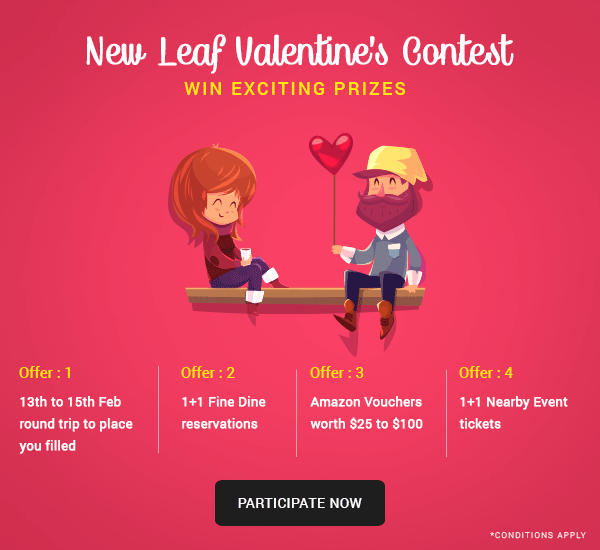 New Leaf Valentine's Contest
WIN EXCITING PRIZES
Offer : 1
13th to 15th Feb
round trip to place
you filled
Offer : 2
1+1 Fine Dine
reservations
Offer : 3
Amazon Vouchers
worth $25 to $100
Offer : 4
1+1 Nearby Event
tickets
PARTICIPATE NOW
*CONDITIONS APPLY